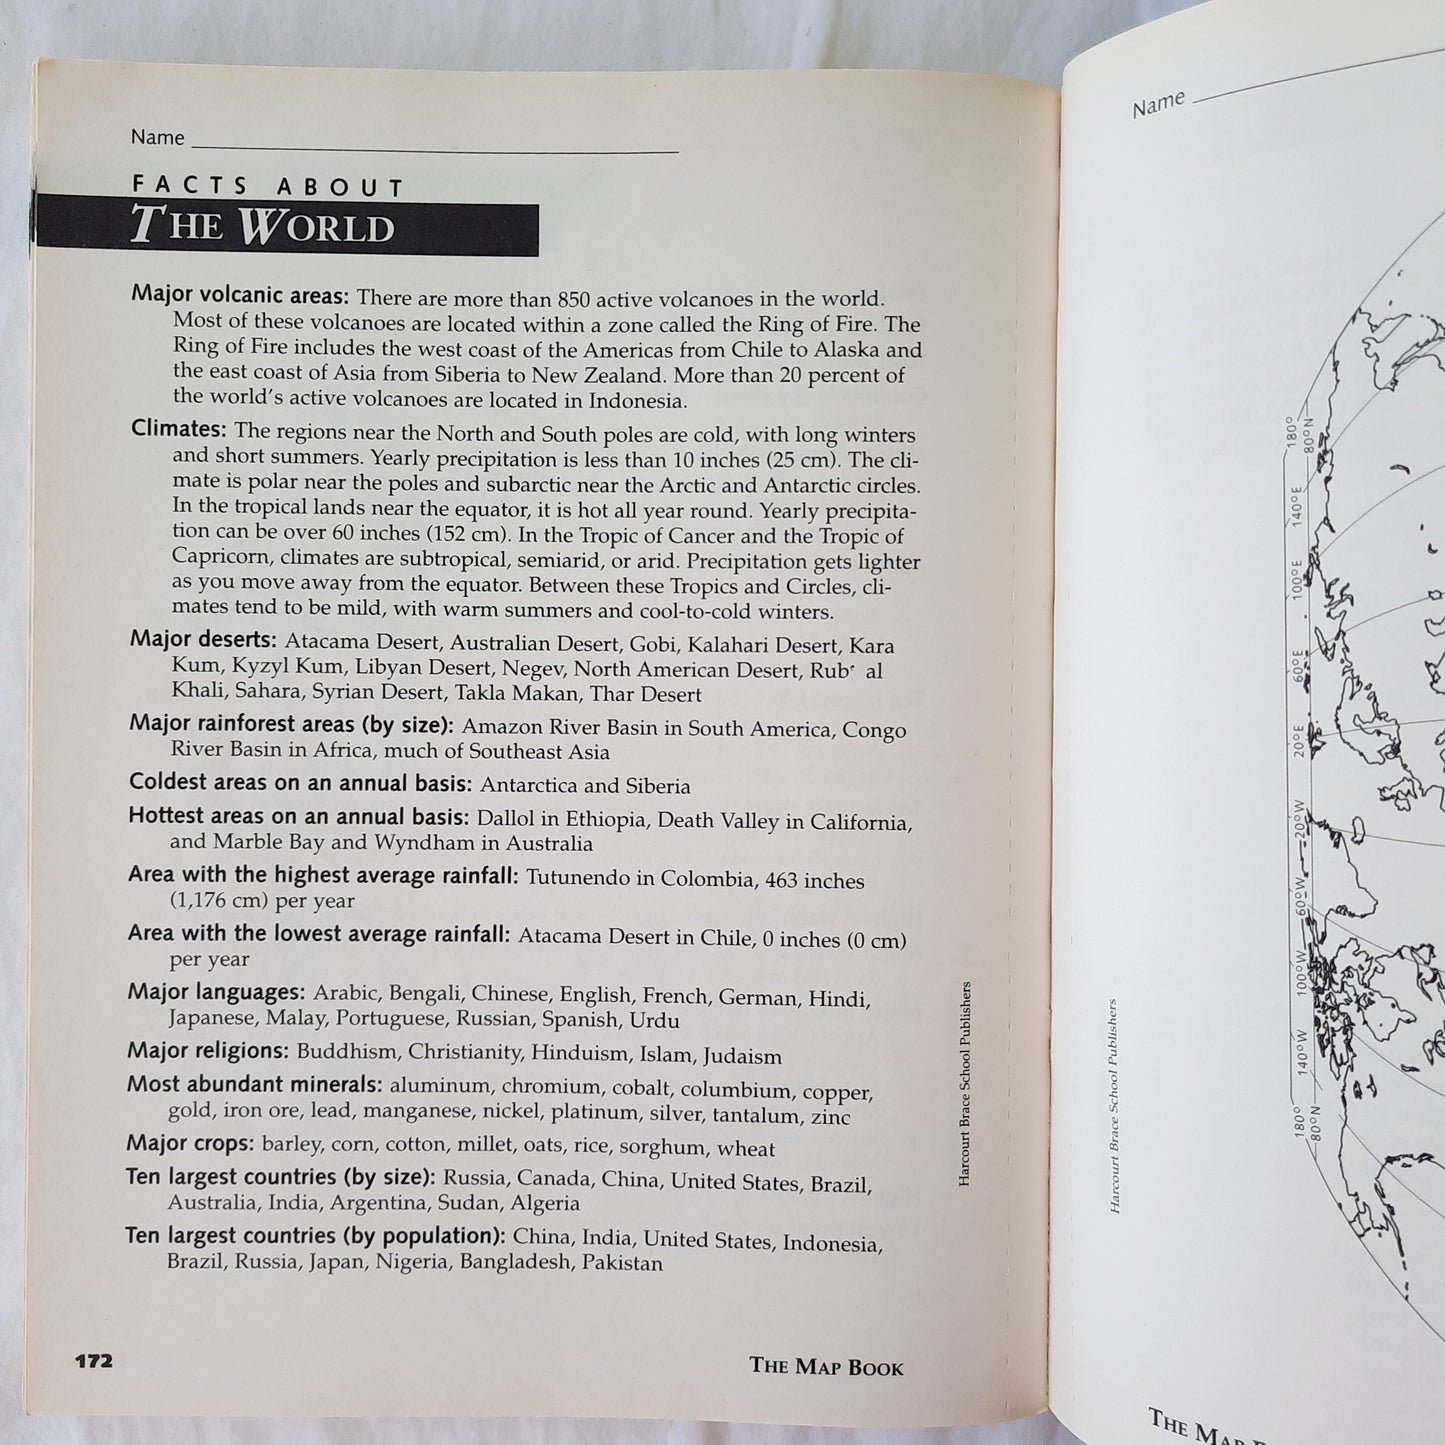 Name
FACTS ABOUT
THE WORLD
Major volcanic areas: There are more than 850 active volcanoes in the world.
Most of these volcanoes are located within a zone called the Ring of Fire. The
Ring of Fire includes the west coast of the Americas from Chile to Alaska and
the east coast of Asia from Siberia to New Zealand. More than 20 percent of
the world's active volcanoes are located in Indonesia.
Climates: The regions near the North and South poles are cold, with long winters
and short summers. Yearly precipitation is less than 10 inches (25 cm). The cli-
mate is polar near the poles and subarctic near the Arctic and Antarctic circles.
In the tropical lands near the equator, it is hot all year round. Yearly precipita-
tion can be over 60 inches (152 cm). In the Tropic of Cancer and the Tropic of
Capricorn, climates are subtropical, semiarid, or arid. Precipitation gets lighter
as you move away from the equator. Between these Tropics and Circles, cli-
mates tend to be mild, with warm summers and cool-to-cold winters.
Major deserts: Atacama Desert, Australian Desert, Gobi, Kalahari Desert, Kara
Kum, Kyzyl Kum, Libyan Desert, Negev, North American Desert, Rubʻ al
Khali, Sahara, Syrian Desert, Takla Makan, Thar Desert
Major rainforest areas (by size): Amazon River Basin in South America, Congo
River Basin in Africa, much of Southeast Asia
Coldest areas on an annual basis: Antarctica and Siberia
Hottest areas on an annual basis: Dallol in Ethiopia, Death Valley in California,
and Marble Bay and Wyndham in Australia
Area with the highest average rainfall: Tutunendo in Colombia, 463 inches
(1,176 cm) per year
Area with the lowest average rainfall: Atacama Desert in Chile, 0 inches (0 cm)
per year
Major languages: Arabic, Bengali, Chinese, English, French, German, Hindi,
Japanese, Malay, Portuguese, Russian, Spanish, Urdu
Major religions: Buddhism, Christianity, Hinduism, Islam, Judaism
Most abundant minerals: aluminum, chromium, cobalt, columbium, copper,
gold, iron ore, lead, manganese, nickel, platinum, silver, tantalum, zinc
Major crops: barley, corn, cotton, millet, oats, rice, sorghum, wheat
Ten largest countries (by size): Russia, Canada, China, United States, Brazil,
Australia, India, Argentina, Sudan, Algeria
Ten largest countries (by population): China, India, United States, Indonesia,
Brazil, Russia, Japan, Nigeria, Bangladesh, Pakistan
Harcourt Brace School Publishers
172
THE MAP BOOK
Name
Harcourt Brace School Publishers
180°
80°N
140°E
100°E
60°E
20°E
20°W
60°W
100°W
140°W
180°
80°N
THE MAP